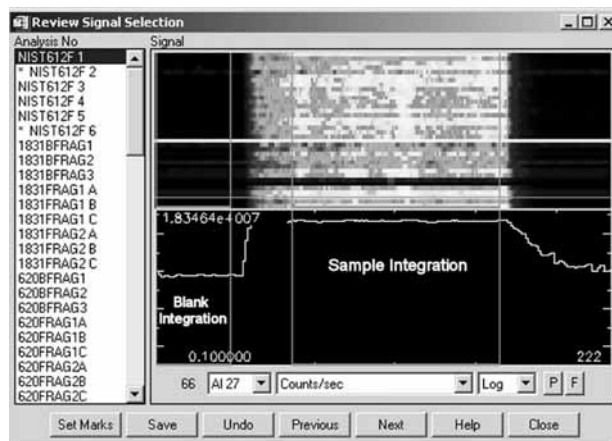 Review Signal Selection
Analysis No
Signal
NIST612F 1
* NIST612F 2
NIST612F 3
NIST612F 4
NIST612F 5
* NIST612F 6
1831BFRAG1
1831BFRAG2
1831BFRAG3
1831FRAG1 A
1831FRAG1 B
1831FRAG1 C
1831FRAG2 A
1831FRAG2 B
1831FRAG2 C
620BFRAG1
620BFRAG2
620BFRAG3
620FRAG1A
620FRAG1B
620FRAG1C
620FRAG2A
620FRAG2B
620FRAG2C
1.83464e+007
Sample Integration
Blank
Integration
0.100000
222
66
Al 27
Counts/sec
Log
P
F
Set Marks
Save
Undo
Previous
Next
Help
Close